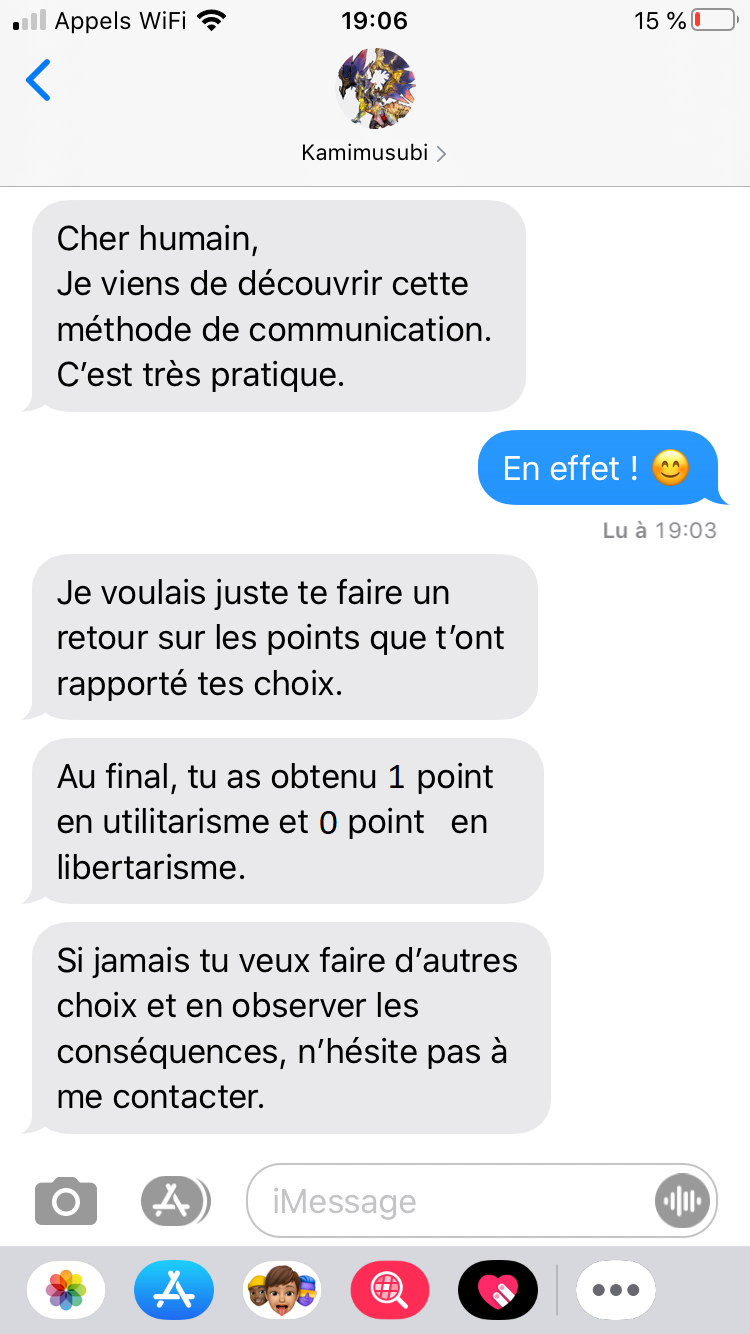 Appels WiFi 19:06 15 %
Kamimusubi
Cher humain,
Je viens de découvrir cette
méthode de communication.
C’est très pratique.
En effet ! 😊
Lu à 19:03
Je voulais juste te faire un
retour sur les points que t’ont
rapporté tes choix.
Au final, tu as obtenu 1 point
en utilitarisme et 0 point en
libertarisme.
Si jamais tu veux faire d’autres
choix et en observer les
conséquences, n’hésite pas à
me contacter.
iMessage